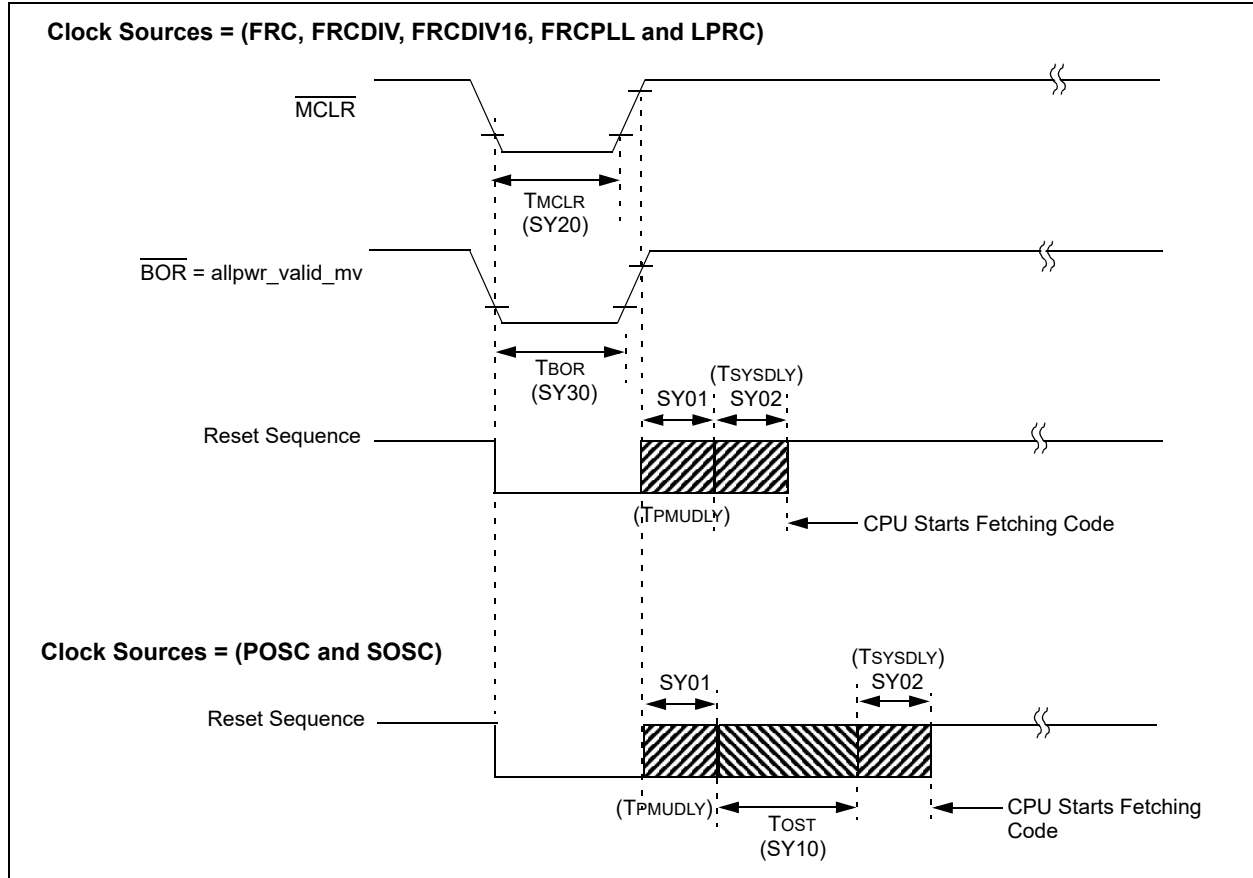 Clock Sources = (FRC, FRCDIV, FRCDIV16, FRCPLL and LPRC)
MCLR
TMCLR
(SY20)
BOR = allpwr_valid_mv
TBOR
(SY30)
(TSYSDLY)
SY01 SY02
Reset Sequence
(TPMUDLY)
CPU Starts Fetching Code
Clock Sources = (POSC and SOSC)
(TSYSDLY)
SY01 SY02
Reset Sequence
(TPMUDLY)
TOST
(SY10)
CPU Starts Fetching
Code